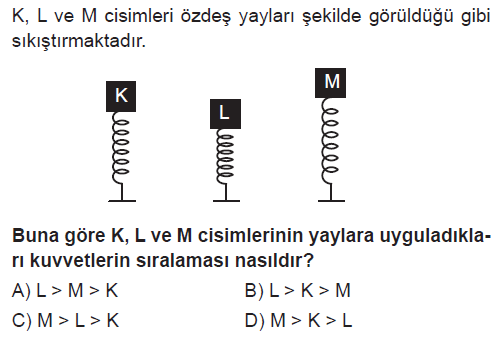 K, L ve M cisimleri özdeş yayları şekilde görüldüğü gibi
sıkıştırmaktadır.
K
L
M
Buna göre K, L ve M cisimlerinin yaylara uyguladıkla-
rı kuvvetlerin sıralaması nasıldır?
A) L > M > K B) L > K > M
C) M > L > K D) M > K > L